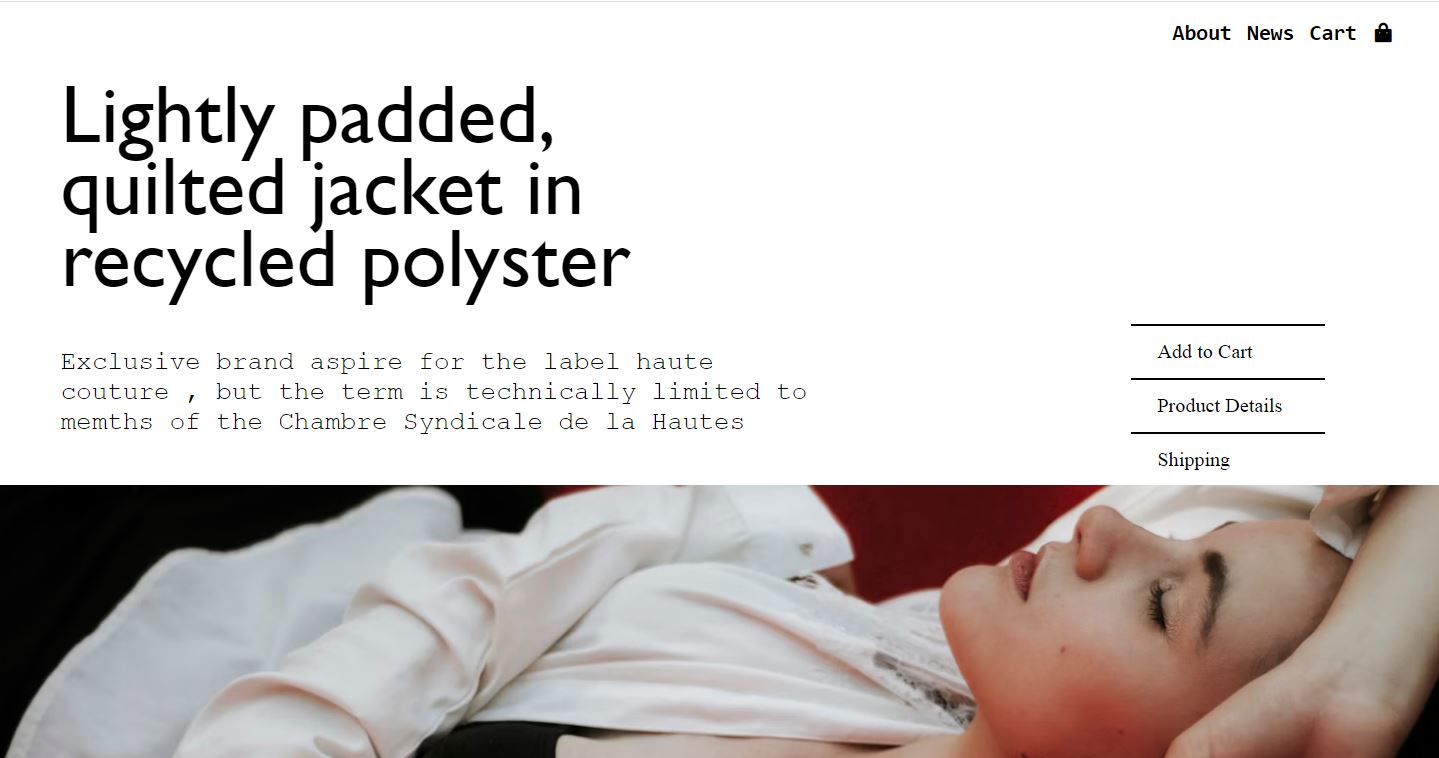 About News Cart
Lightly padded,
quilted jacket in
recycled polyster
Exclusive brand aspire for the label haute
couture , but the term is technically limited to
memths of the Chambre Syndicale de la Hautes
Add to Cart
Product Details
Shipping